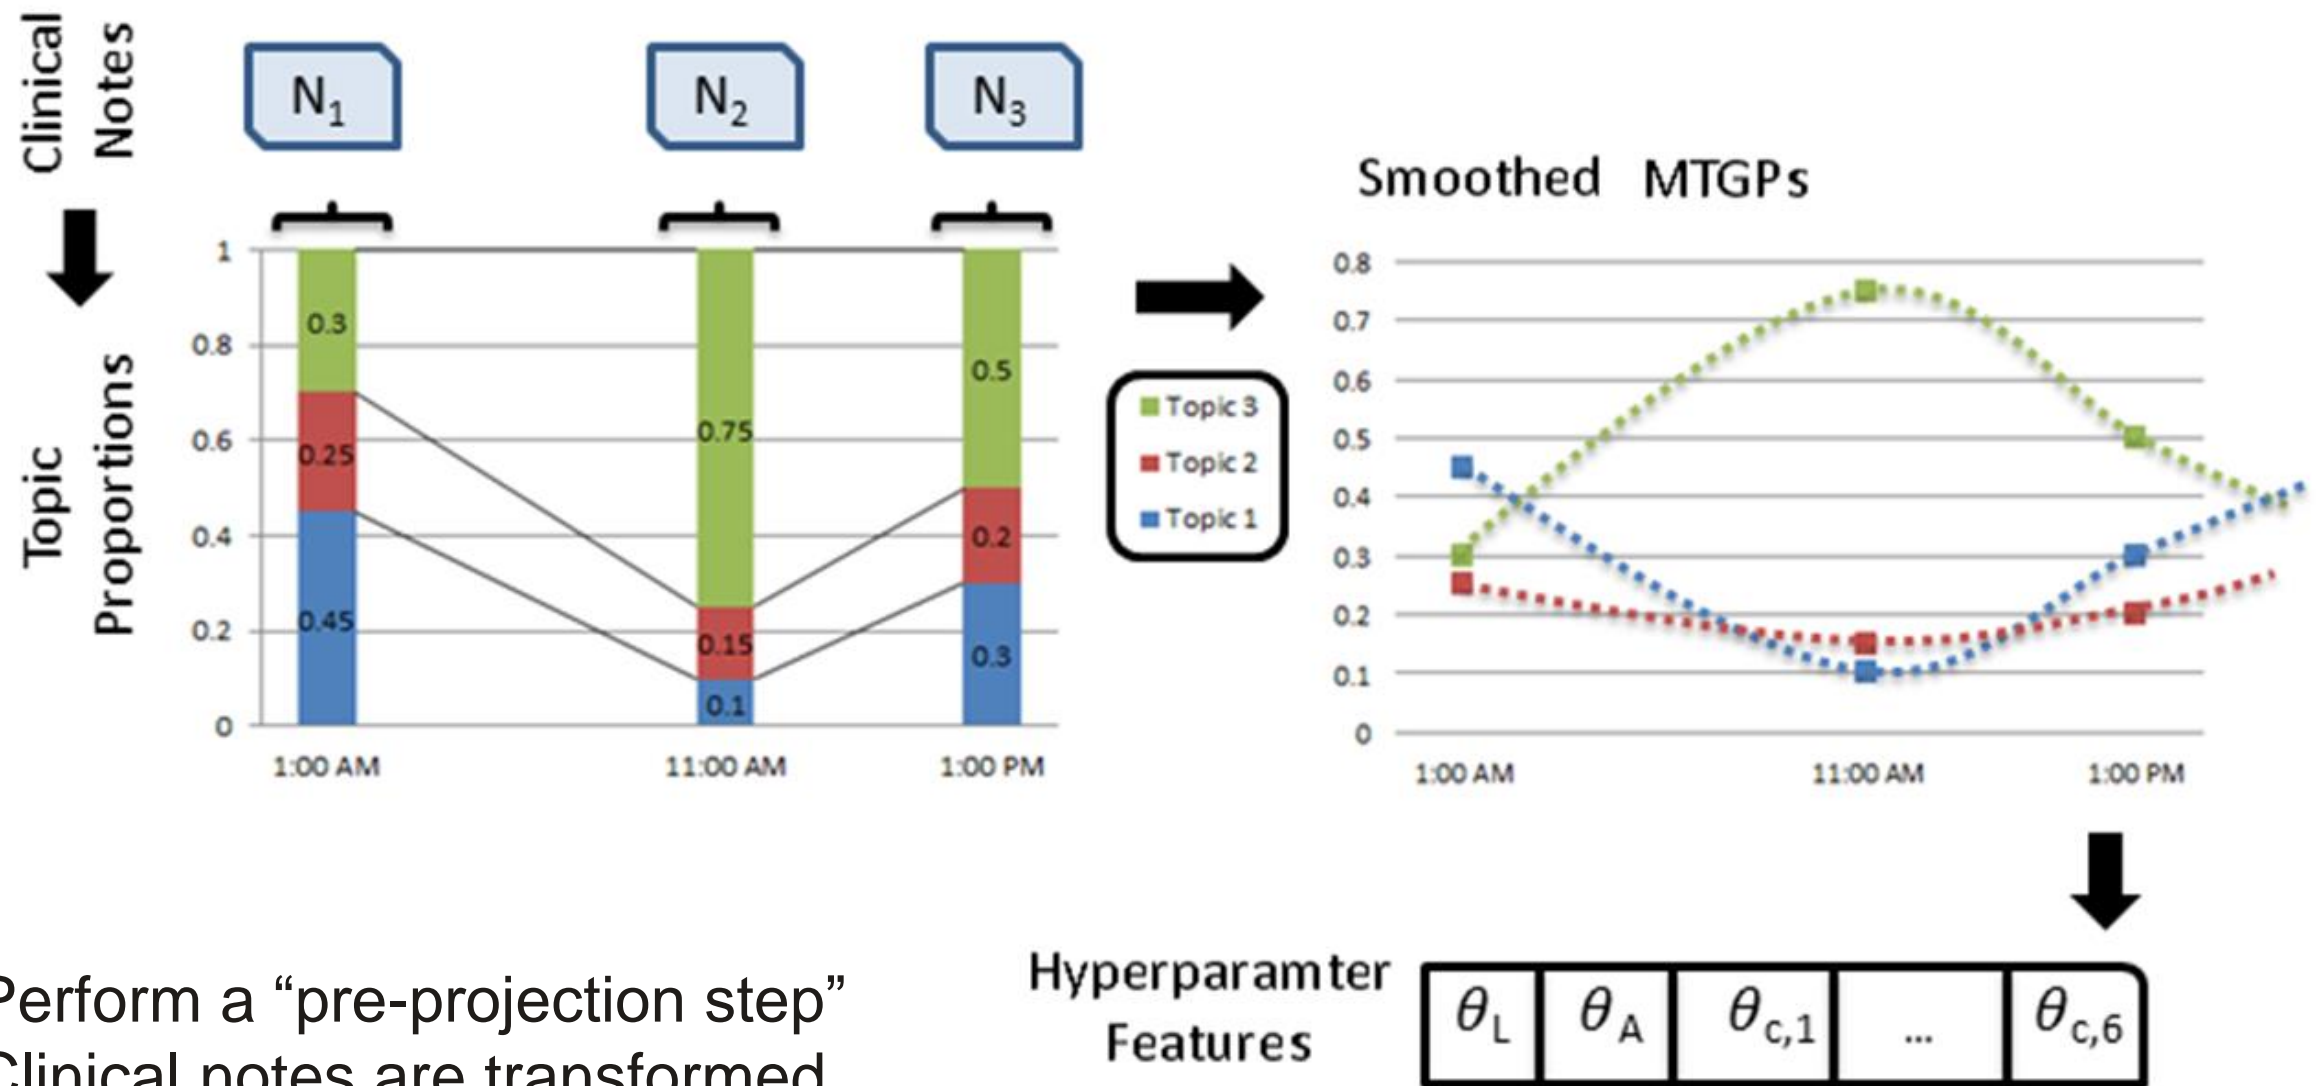 Clinical
Notes
N1
N2
N3
Topic
Proportions
1
0.8
0.6
0.4
0.2
0
0.3
0.25
0.45
0.75
0.15
0.1
0.5
0.2
0.3
1:00 AM
11:00 AM
1:00 PM
Topic 3
Topic 2
Topic 1
Smoothed MTGPs
0.8
0.7
0.6
0.5
0.4
0.3
0.2
0.1
0
1:00 AM
11:00 AM
1:00 PM
Hyperparamter
Features
θL
θA
θc,1
...
θc,6
Perform a “pre-projection step”
Clinical notes are transformed